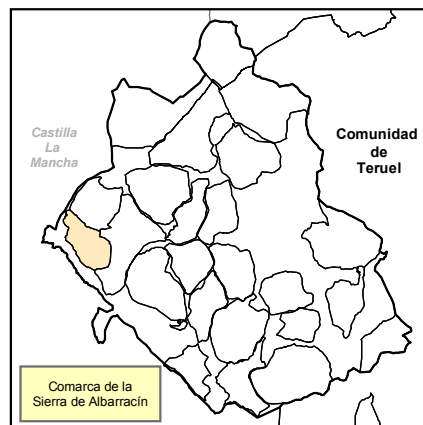 Castilla
La
Mancha
Comunidad
de
Teruel
Comarca de la
Sierra de Albarracín